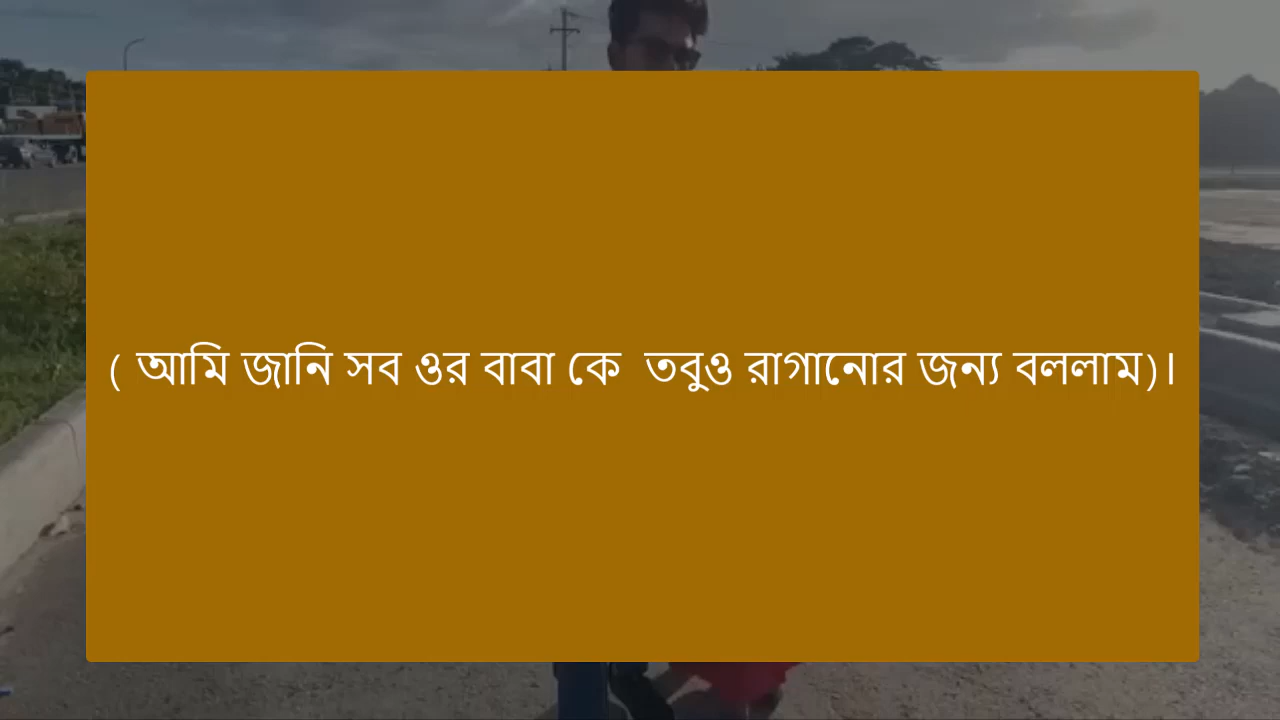 ( আমি জানি সব ওর বাবা কে  তবুও রাগানোর জন্য বললাম)।